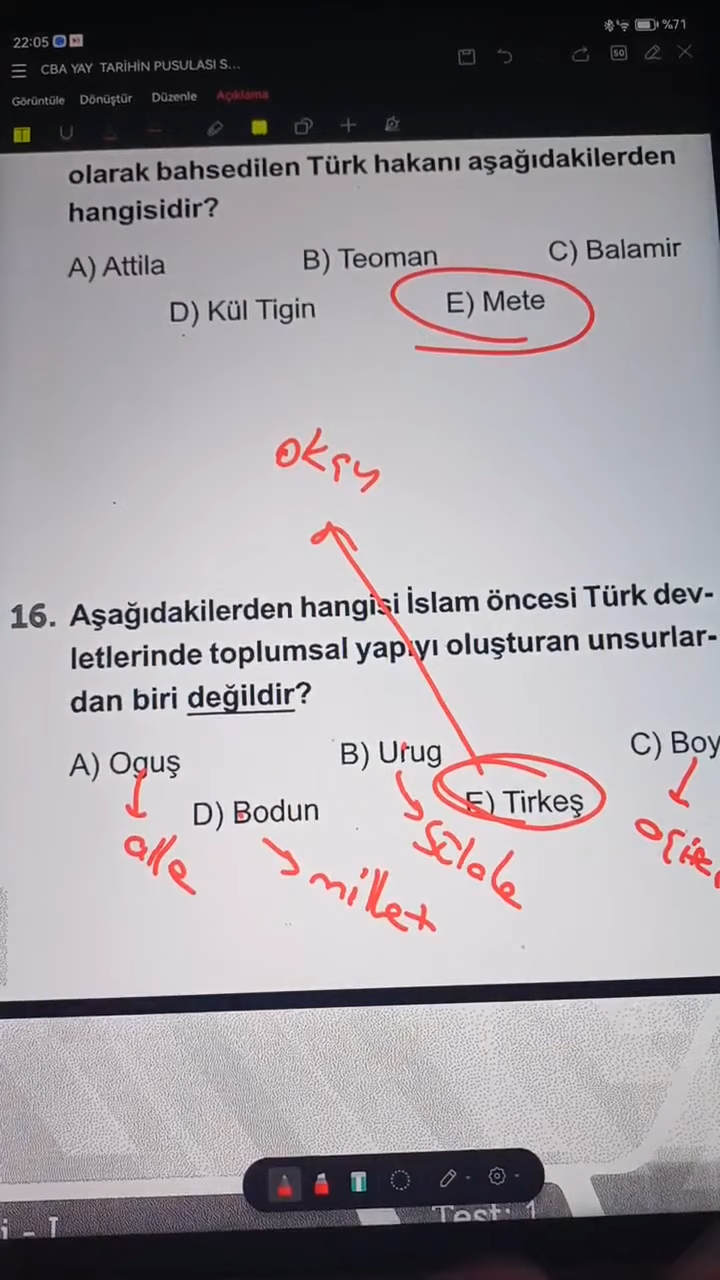 22:05 %71
CBA YAY TARİHİN PUSULASI S...
50
Görüntüle Dönüştür Düzenle Açıklama
olarak bahsedilen Türk hakanı aşağıdakilerden
hangisidir?
A) Attila B) Teoman C) Balamir
D) Kül Tigin E) Mete
okçu
16. Aşağıdakilerden hangisi İslam öncesi Türk dev-
letlerinde toplumsal yapıyı oluşturan unsurlar-
dan biri değildir?
A) Oguş B) Urug C) Boy
D) Bodun E) Tirkeş
aile millet Sülale
Test: 1